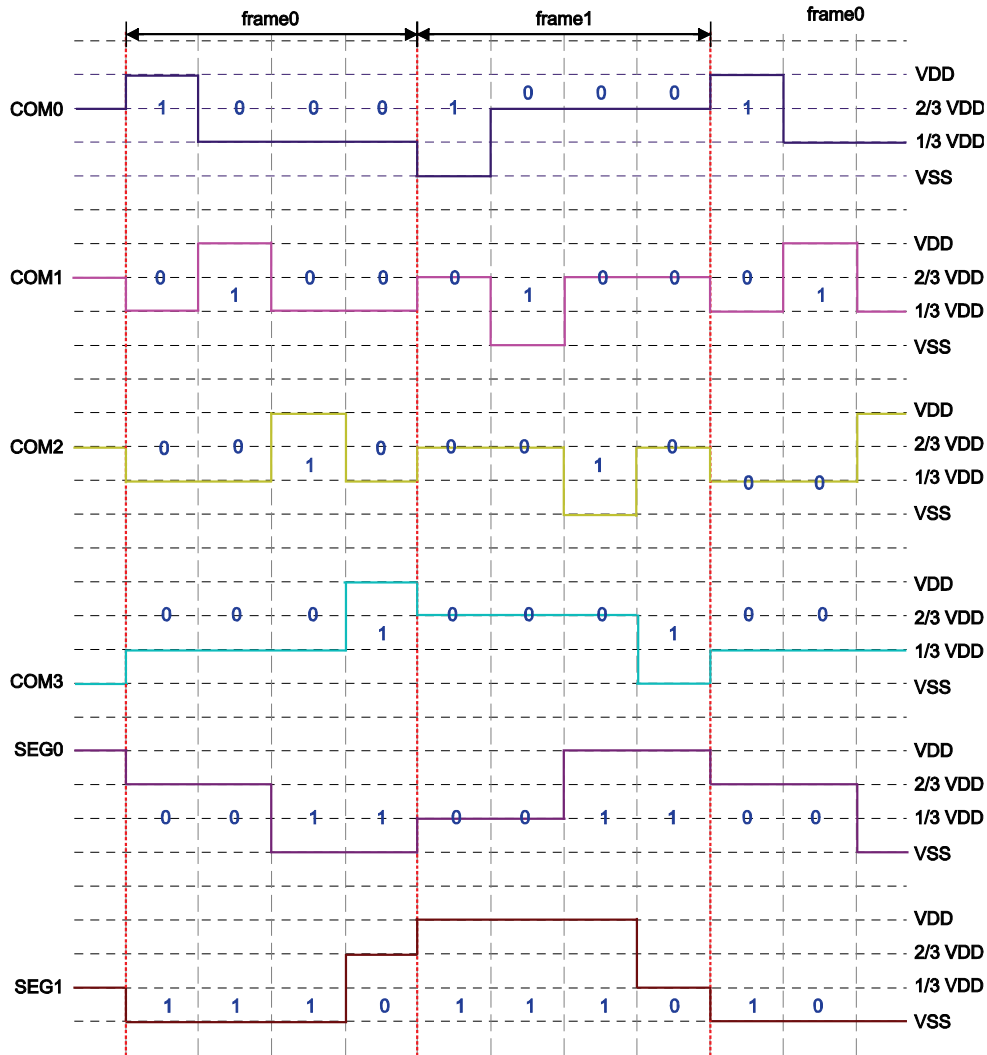 frame0 frame1 frame0
VDD
0 0 0
COM0 1 0 0 0 1 1 2/3 VDD
1/3 VDD
VSS
VDD
COM1 0 0 0 0 0 0 0 2/3 VDD
1 1 1
1/3 VDD
VSS
VDD
COM2 0 0 0 0 0 0 2/3 VDD
1 1
1/3 VDD
0 0
VSS
VDD
0 0 0 0 0 0 0 0 2/3 VDD
1 1
1/3 VDD
COM3 VSS
SEG0 VDD
2/3 VDD
0 0 1 1 0 0 1 1 0 0 1/3 VDD
VSS
VDD
2/3 VDD
SEG1 1/3 VDD
1 1 1 0 1 1 1 0 1 0
VSS